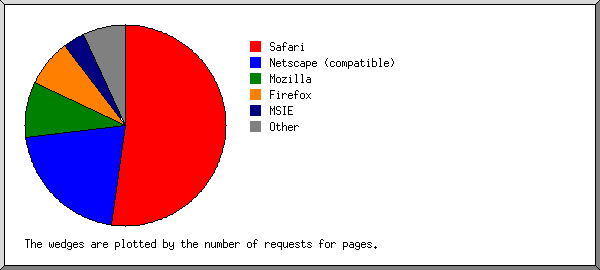 Safari
Netscape (compatible)
Mozilla
Firefox
MSIE
Other
The wedges are plotted by the number of requests for pages.